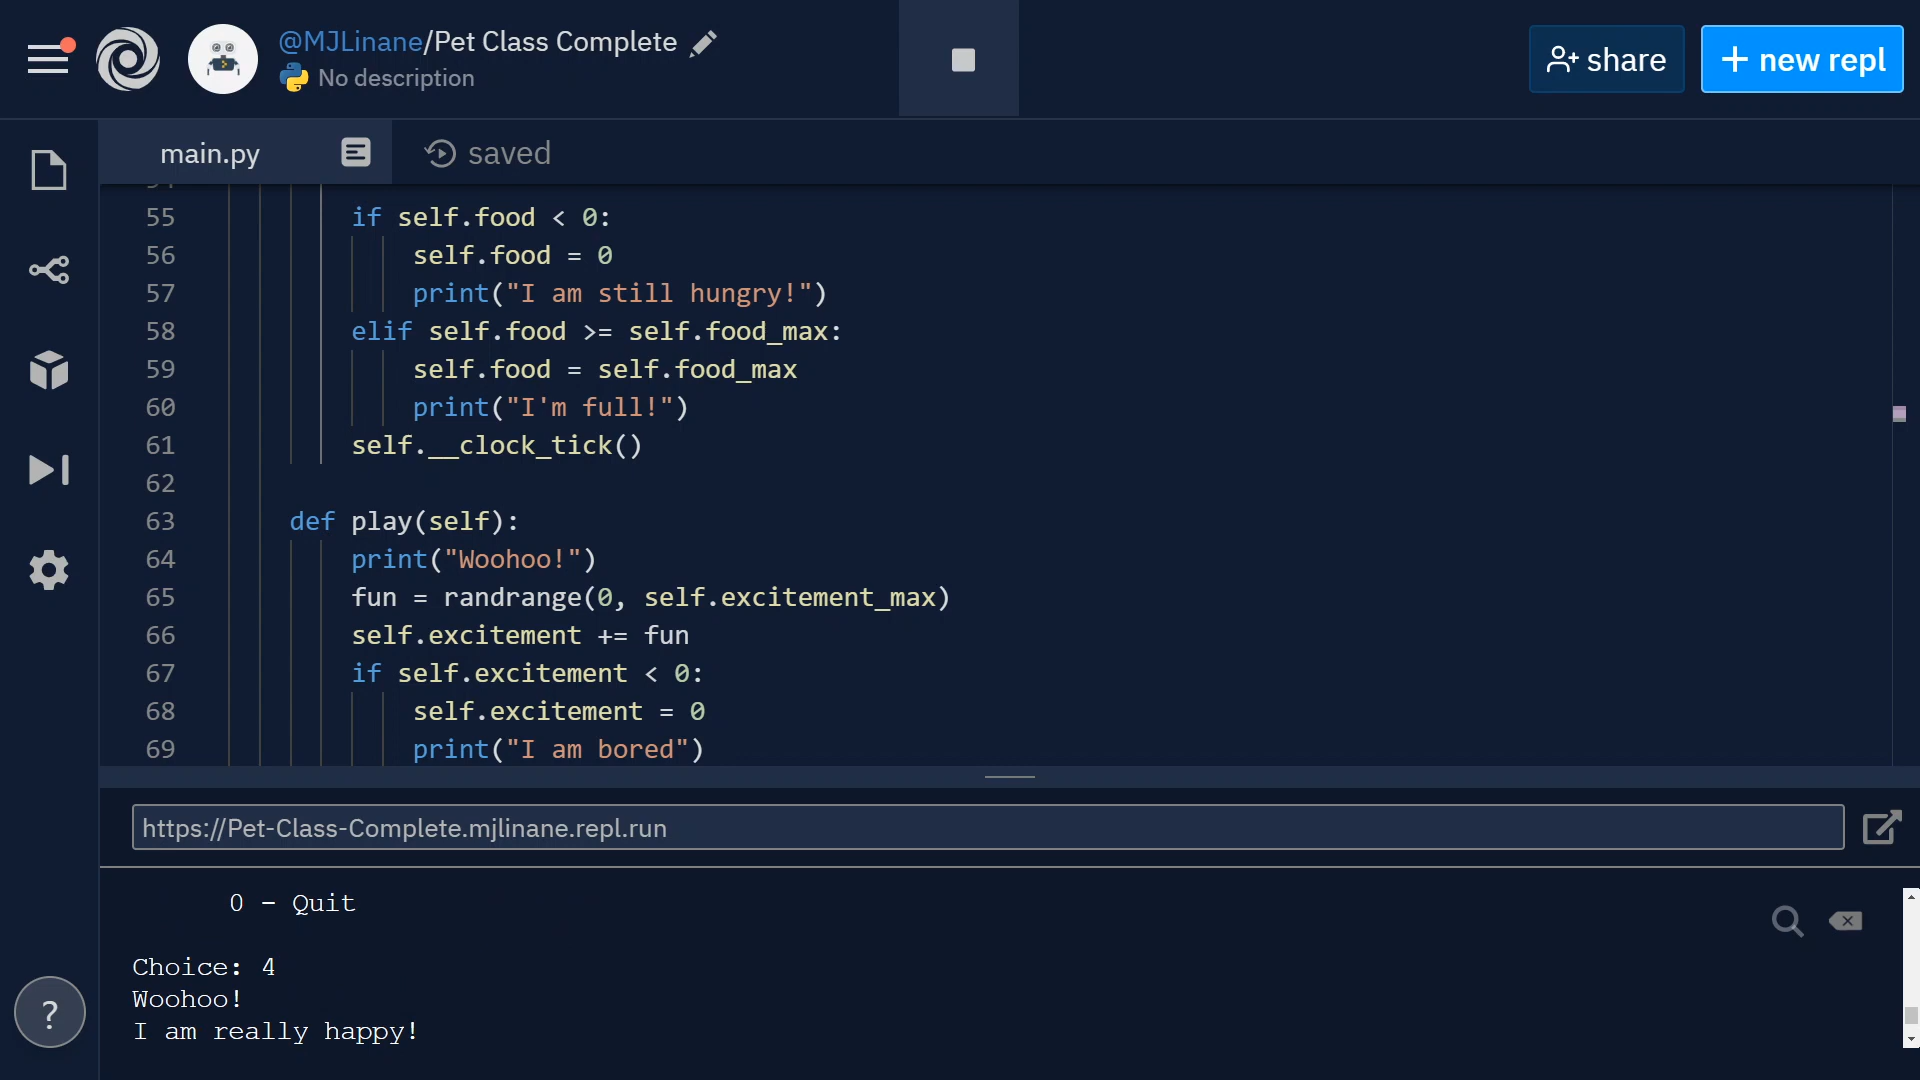 @MJLinane/Pet Class Complete
No description
share
+ new repl
main.py
saved
55 if self.food < 0:
56 self.food = 0
57 print("I am still hungry!")
58 elif self.food >= self.food_max:
59 self.food = self.food_max
60 print("I'm full!")
61 self.__clock_tick()
62
63 def play(self):
64 print("Woohoo!")
65 fun = randrange(0, self.excitement_max)
66 self.excitement += fun
67 if self.excitement < 0:
68 self.excitement = 0
69 print("I am bored")
https://Pet-Class-Complete.mjlinane.repl.run
0 - Quit
Choice: 4
Woohoo!
I am really happy!
?